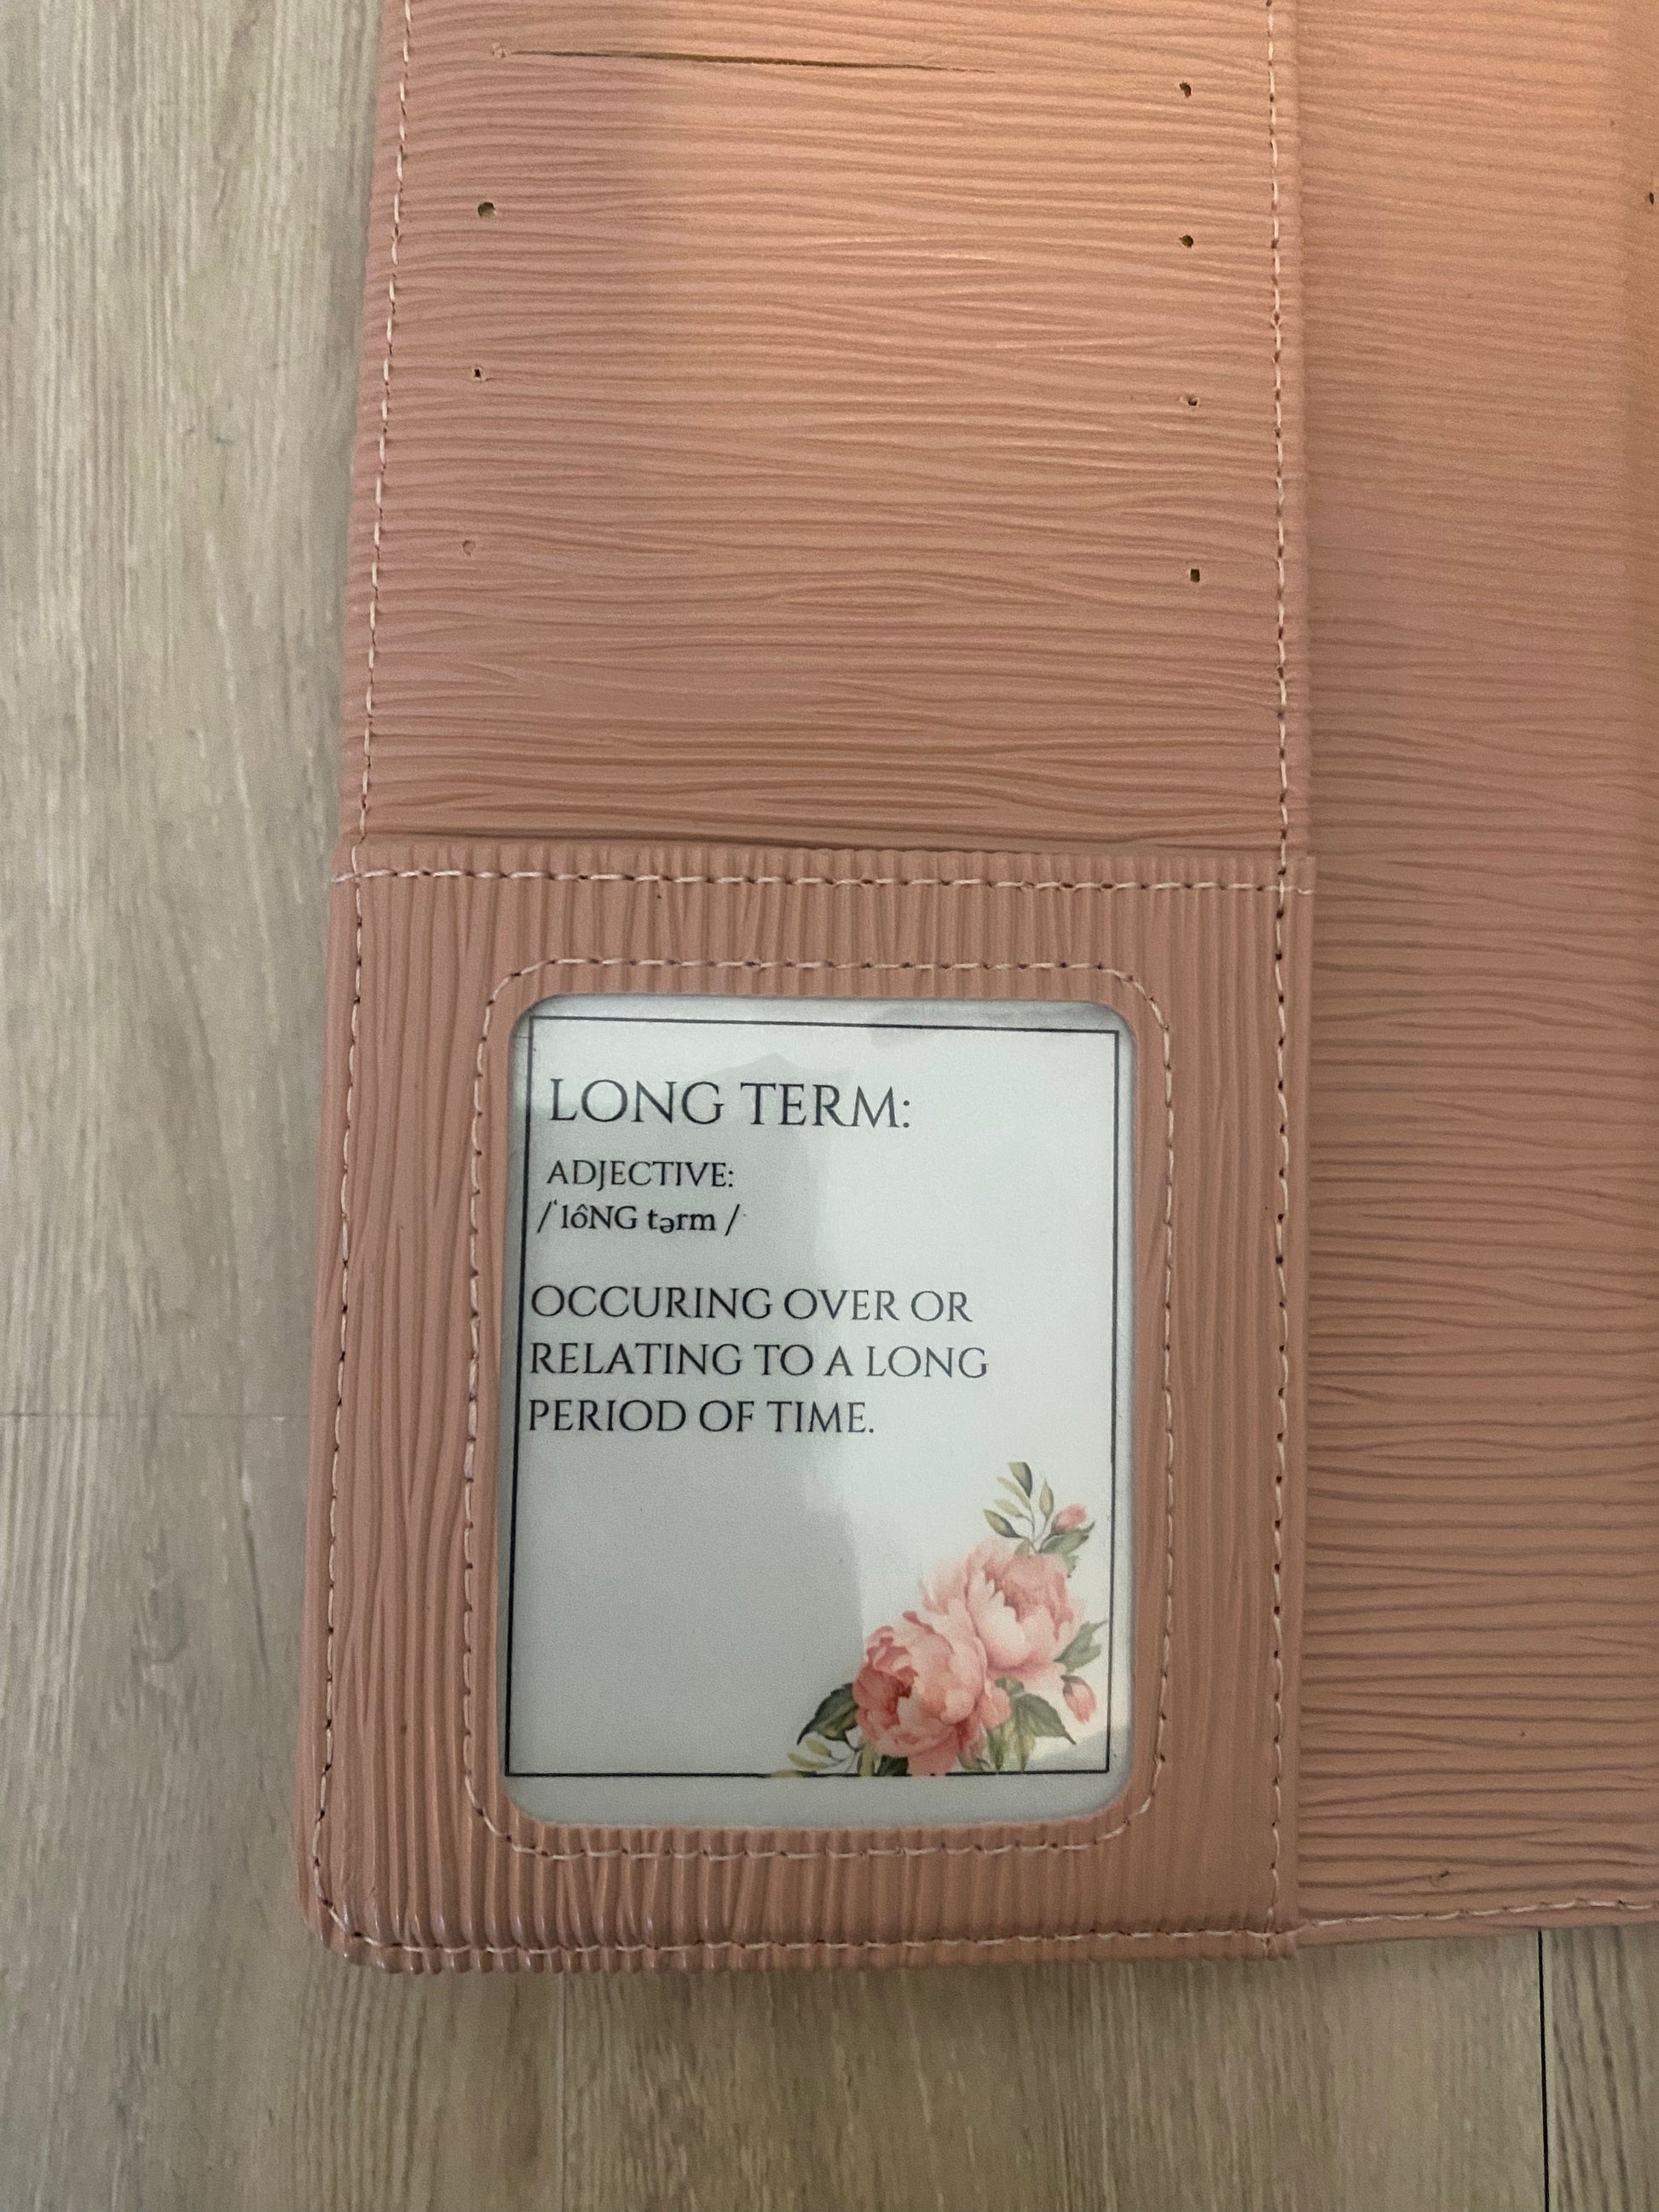 LONG TERM:
ADJECTIVE:
/ˈlôNG tərm /
OCCURING OVER OR
RELATING TO A LONG
PERIOD OF TIME.